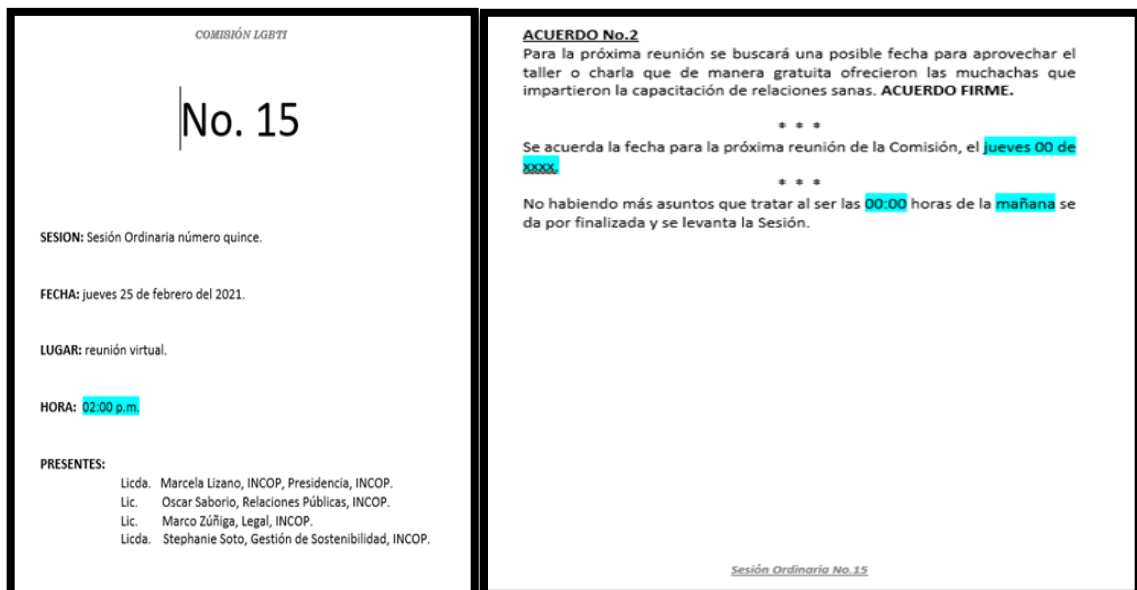 COMISIÓN LGBTI
No. 15
SESION: Sesión Ordinaria número quince.
FECHA: jueves 25 de febrero del 2021.
LUGAR: reunión virtual.
HORA: 02:00 p.m.
PRESENTES:
Licda. Marcela Lizano, INCOP, Presidencia, INCOP.
Lic. Oscar Saborio, Relaciones Públicas, INCOP.
Lic. Marco Zúñiga, Legal, INCOP.
Licda. Stephanie Soto, Gestión de Sostenibilidad, INCOP.
ACUERDO No.2
Para la próxima reunión se buscará una posible fecha para aprovechar el
taller o charla que de manera gratuita ofrecieron las muchachas que
impartieron la capacitación de relaciones sanas. ACUERDO FIRME.
* * *
Se acuerda la fecha para la próxima reunión de la Comisión, el jueves 00 de
xxxx.
* * *
No habiendo más asuntos que tratar al ser las 00:00 horas de la mañana se
da por finalizada y se levanta la Sesión.
Sesión Ordinaria No.15